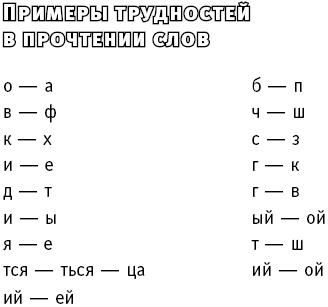 Примеры трудностей
в прочтении слов
о — а
в — ф
к — х
и — е
д — т
и — ы
я — е
тся — ться — ца
ий — ей
б — п
ч — ш
с — з
г — к
г — в
ый — ой
т — ш
ий — ой